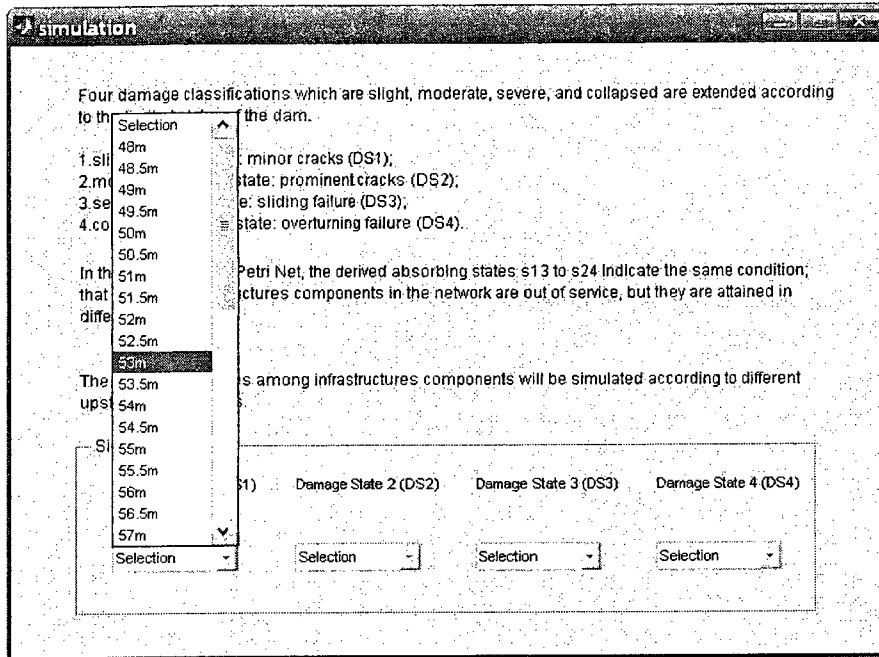 simulation
Four damage classifications which are slight, moderate, severe, and collapsed are extended according
to th the dam.
1.sli : minor cracks (DS1);
2.mo state: prominent cracks (DS2);
3.se e: sliding failure (DS3);
4.co state: overturning failure (DS4).
In th Petri Net, the derived absorbing states s13 to s24 indicate the same condition;
that ctures components in the network are out of service, but they are attained in
diffe
The s among infrastructures components will be simulated according to different
upst s.
Si
S1) Damage State 2 (DS2) Damage State 3 (DS3) Damage State 4 (DS4)
Selection
48m
48.5m
49m
49.5m
50m
50.5m
51m
51.5m
52m
52.5m
53m
53.5m
54m
54.5m
55m
55.5m
56m
56.5m
57m
Selection Selection Selection Selection